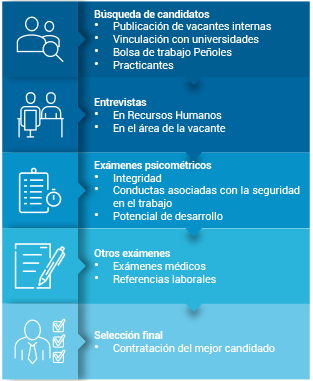 Búsqueda de candidatos
• Publicación de vacantes internas
• Vinculación con universidades
• Bolsa de trabajo Peñoles
• Practicantes
Entrevistas
• En Recursos Humanos
• En el área de la vacante
Exámenes psicométricos
• Integridad
• Conductas asociadas con la seguridad
en el trabajo
• Potencial de desarrollo
Otros exámenes
• Exámenes médicos
• Referencias laborales
Selección final
• Contratación del mejor candidado